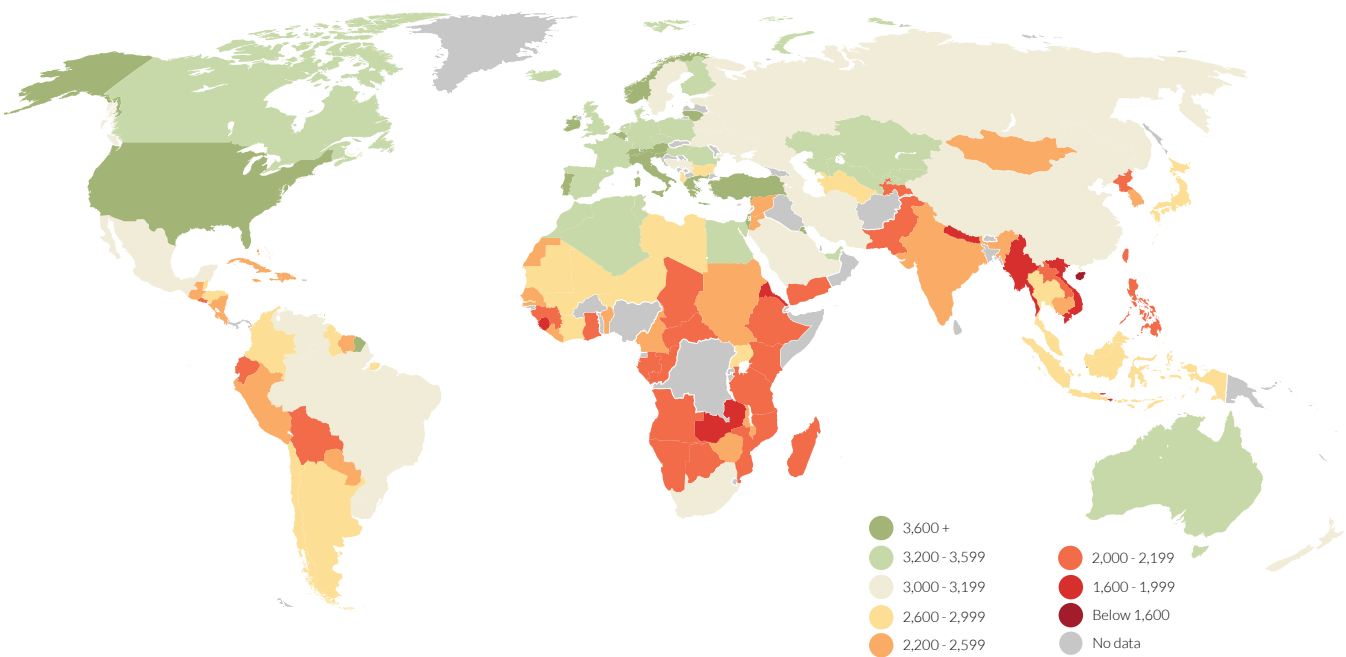 3,600 +
3,200 - 3,599
3,000 - 3,199
2,600 - 2,999
2,200 - 2,599
2,000 - 2,199
1,600 - 1,999
Below 1,600
No data